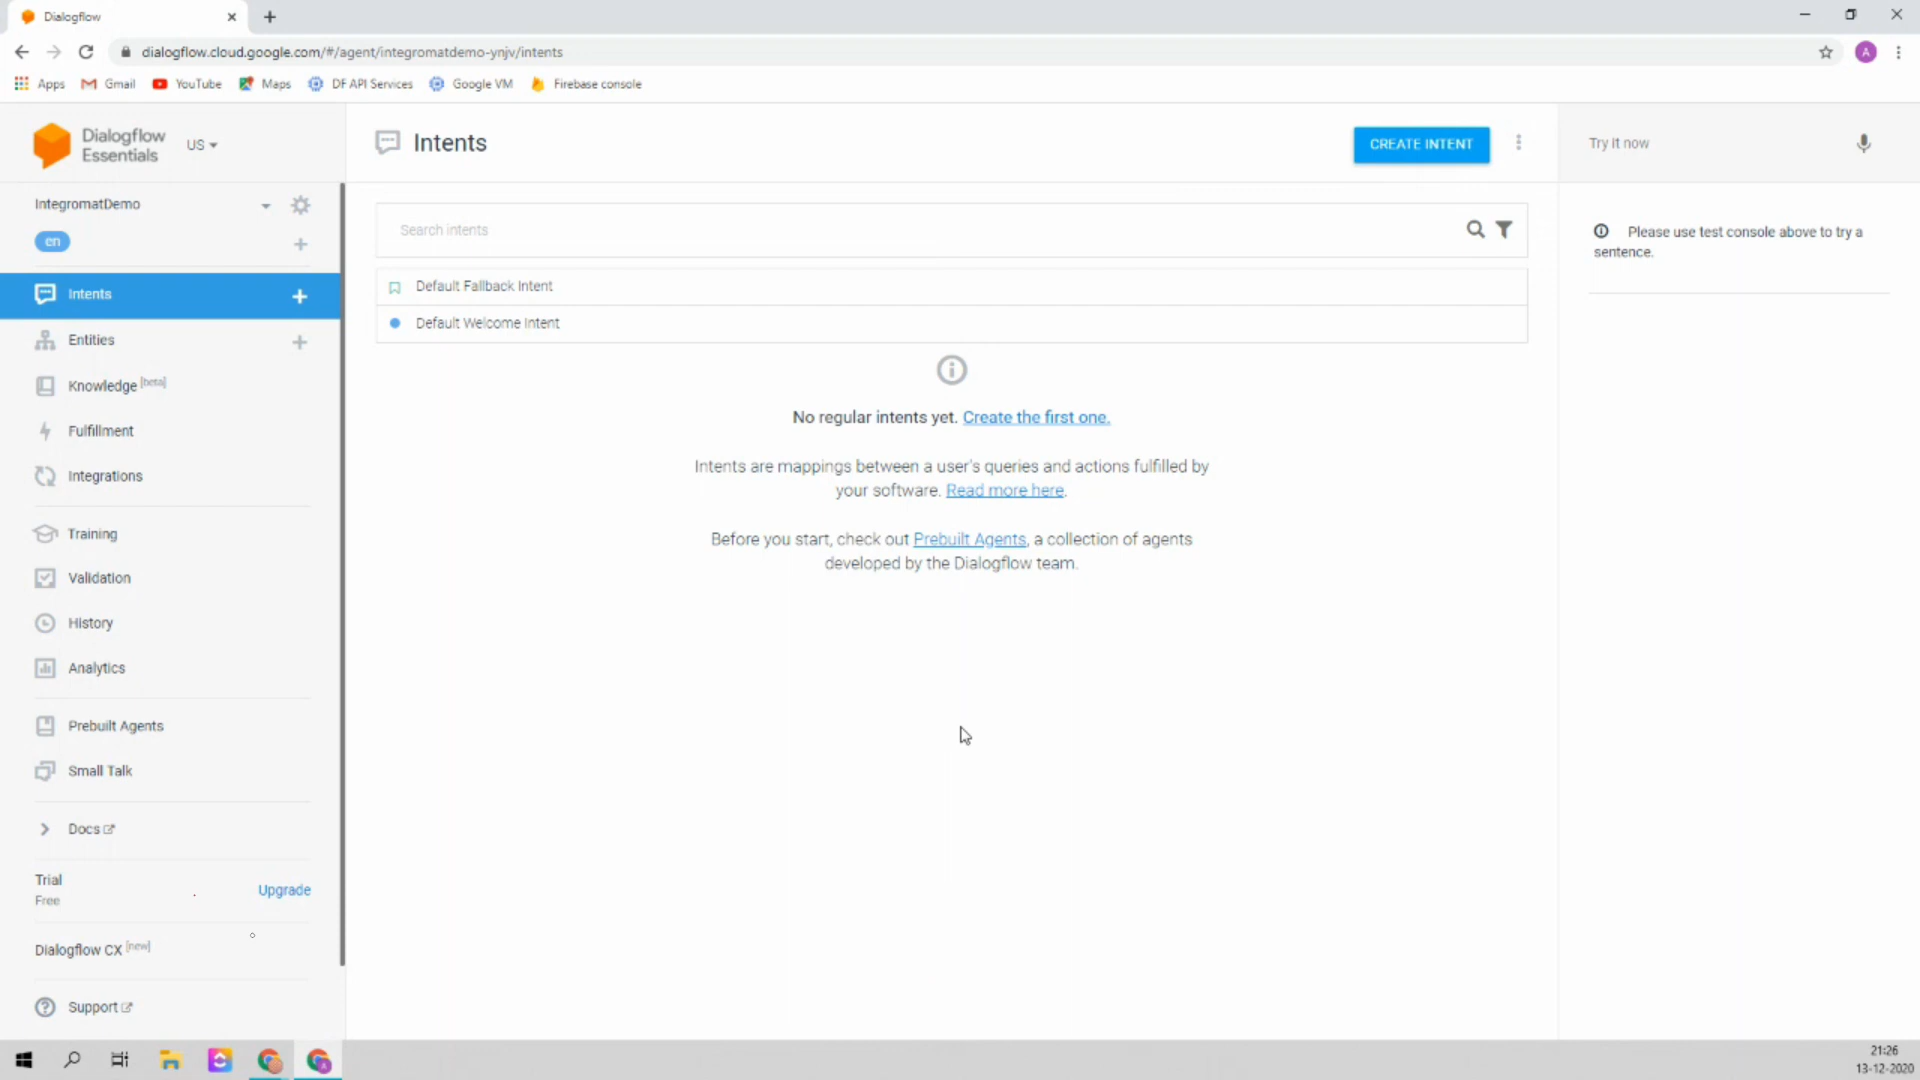 Dialogflow
dialogflow.cloud.google.com/#/agent/integromatdemo-ynjv/intents
A
Apps
Gmail
YouTube
Maps
DF API Services
Google VM
Firebase console
Dialogflow
Essentials
US
Intents
CREATE INTENT
Try it now
IntegromatDemo
en
Search intents
Please use test console above to try a
sentence.
Intents
Default Fallback Intent
Default Welcome Intent
Entities
Knowledge [beta]
Fulfillment
Integrations
No regular intents yet. Create the first one.
Intents are mappings between a user's queries and actions fulfilled by
your software. Read more here.
Before you start, check out Prebuilt Agents, a collection of agents
developed by the Dialogflow team.
Training
Validation
History
Analytics
Prebuilt Agents
Small Talk
Docs
Trial
Free
Upgrade
Dialogflow CX [new]
Support
21:26
13-12-2020